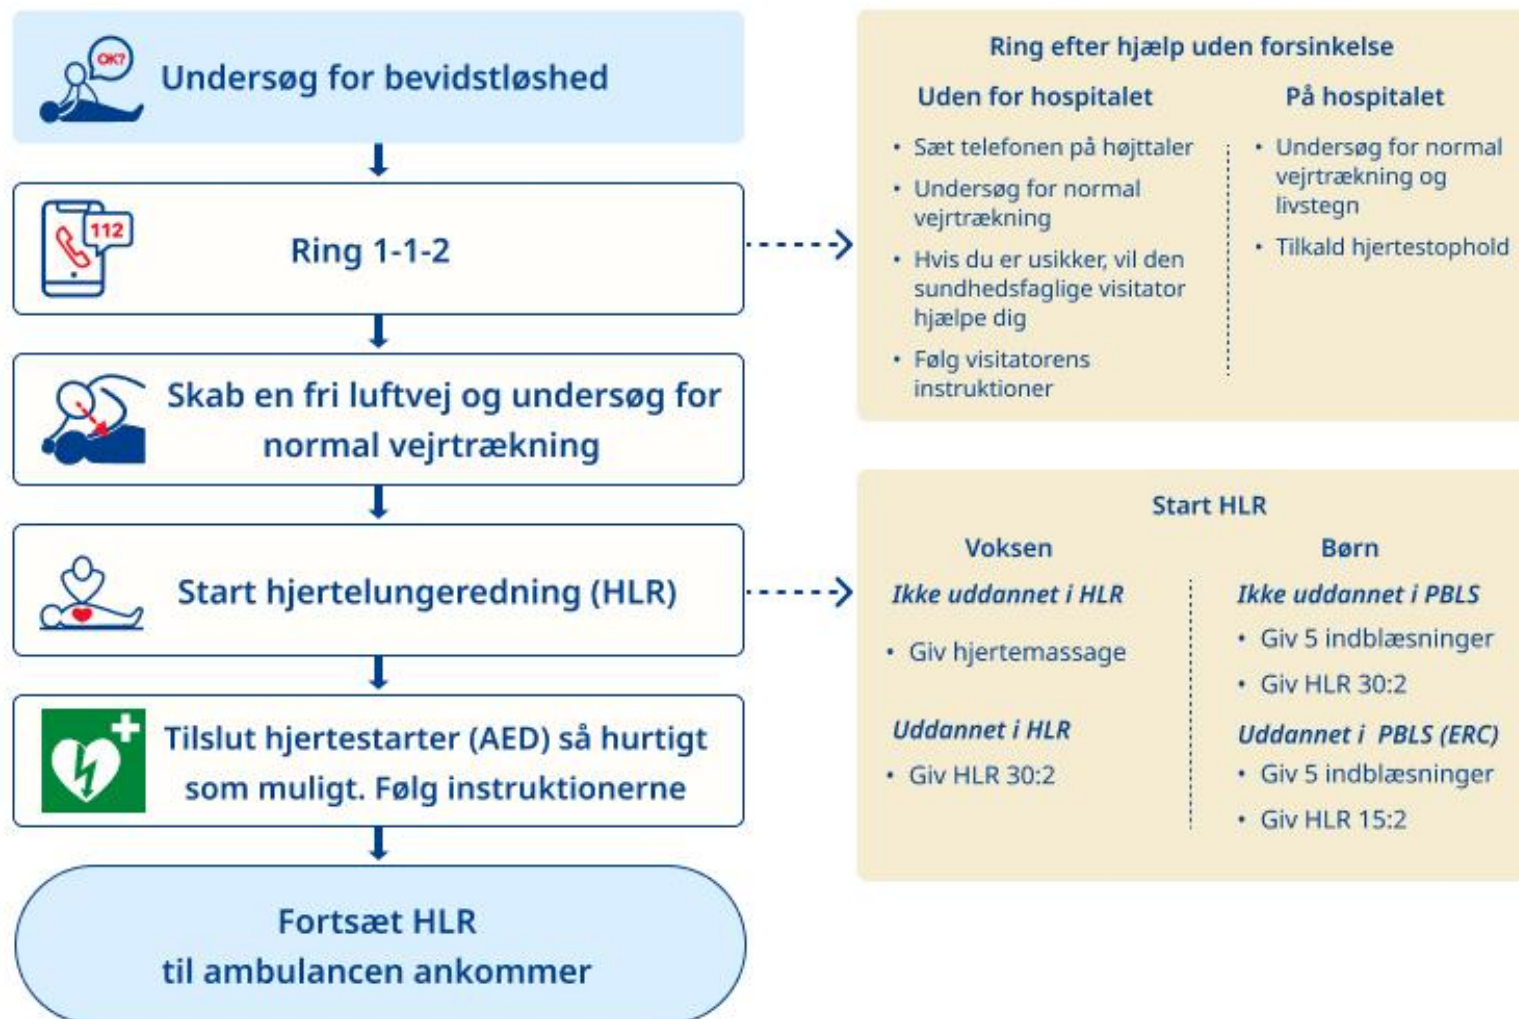 OK?
Undersøg for bevidstløshed
112
Ring 1-1-2
Skab en fri luftvej og undersøg for
normal vejrtrækning
Start hjertelungeredning (HLR)
Tilslut hjertestarter (AED) så hurtigt
som muligt. Følg instruktionerne
Fortsæt HLR
til ambulancen ankommer
Ring efter hjælp uden forsinkelse
Uden for hospitalet
• Sæt telefonen på højttaler
• Undersøg for normal
vejrtrækning
• Hvis du er usikker, vil den
sundhedsfaglige visitator
hjælpe dig
• Følg visitatorens
instruktioner
På hospitalet
• Undersøg for normal
vejrtrækning og
livstegn
• Tilkald hjertestophold
Start HLR
Voksen
Ikke uddannet i HLR
• Giv hjertemassage
Uddannet i HLR
• Giv HLR 30:2
Børn
Ikke uddannet i PBLS
• Giv 5 indblæsninger
• Giv HLR 30:2
Uddannet i PBLS (ERC)
• Giv 5 indblæsninger
• Giv HLR 15:2